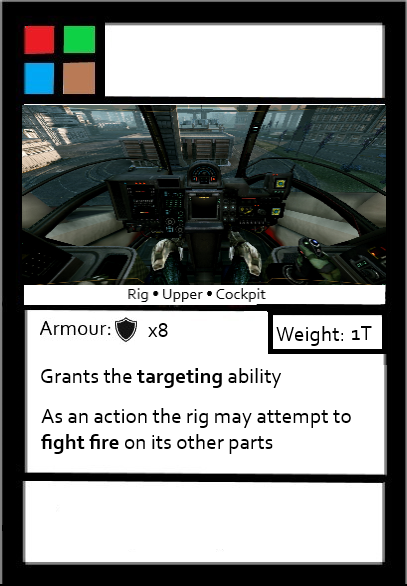 Rig • Upper • Cockpit
Armour: x8
Weight: 1T
Grants the targeting ability
As an action the rig may attempt to
fight fire on its other parts